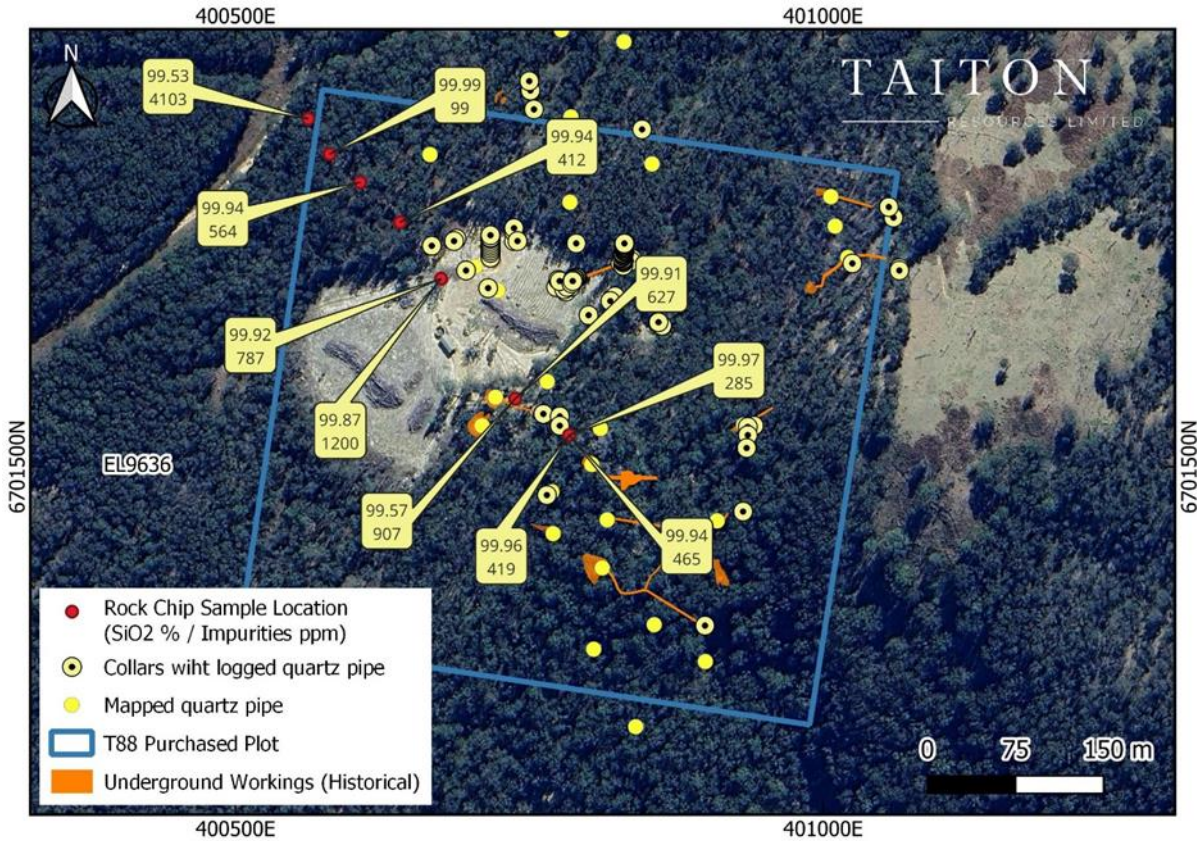 400500E
401000E
N
TAITON
RESOURCES LIMITED
99.53
4103
99.99
99
99.94
412
99.94
564
99.91
627
99.92
787
99.97
285
99.87
1200
EL9636
6701500N
6701500N
99.57
907
99.96
419
99.94
465
Rock Chip Sample Location
(SiO2 % / Impurities ppm)
Collars wiht logged quartz pipe
Mapped quartz pipe
T88 Purchased Plot
Underground Workings (Historical)
0 75 150 m
400500E
401000E